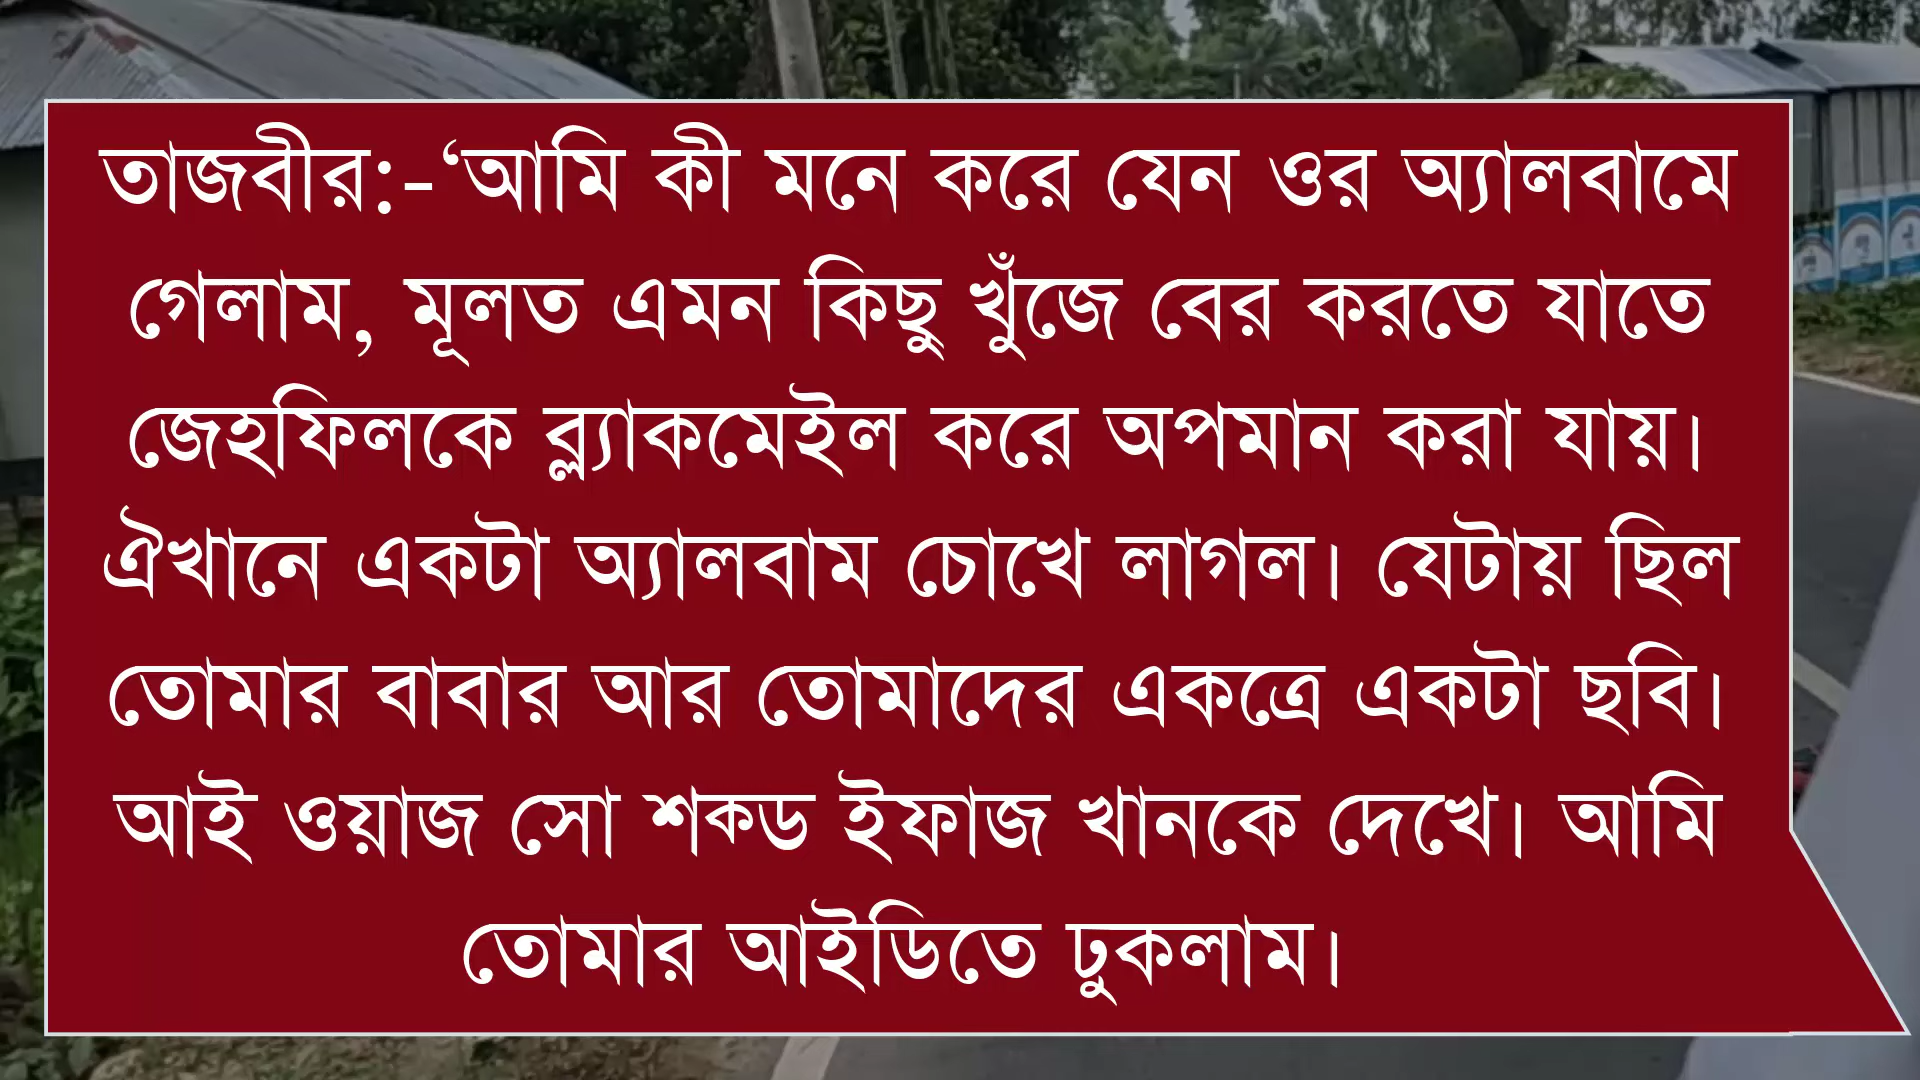 তাজবীর:-‘আমি কী মনে করে যেন ওর অ্যালবামে
গেলাম, মূলত এমন কিছু খুঁজে বের করতে যাতে
জেহফিলকে ব্ল্যাকমেইল করে অপমান করা যায়।
ঐখানে একটা অ্যালবাম চোখে লাগল। যেটায় ছিল
তোমার বাবার আর তোমাদের একত্রে একটা ছবি।
আই ওয়াজ সো শকড ইফাজ খানকে দেখে। আমি
তোমার আইডিতে ঢুকলাম।